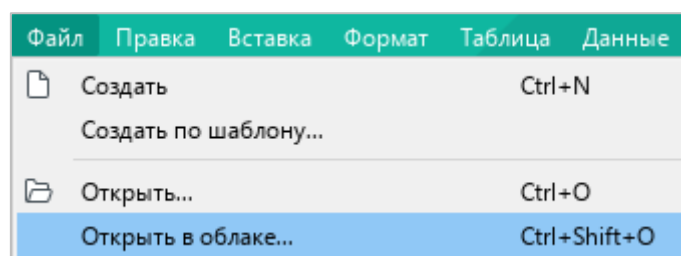 Файл Правка Вставка Формат Таблица Данные
Создать Ctrl+N
Создать по шаблону...
Открыть... Ctrl+O
Открыть в облаке... Ctrl+Shift+O